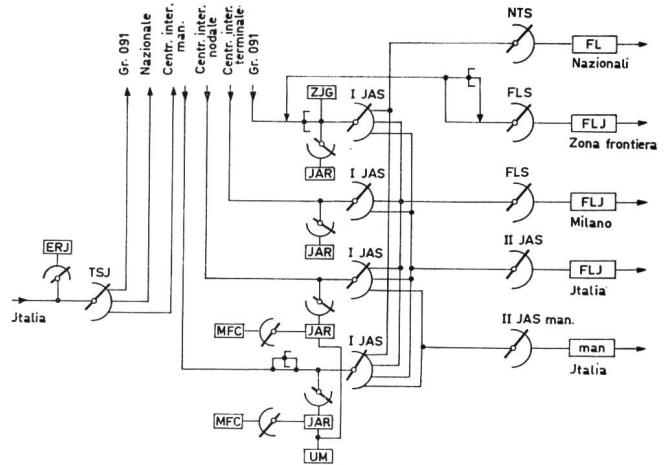 Gr. 091
Nazionale
Centr. inter. man.
Centr. inter. nodale
Centr. inter. terminale
Gr. 091
NTS
FL
Nazionali
ZJG
I JAS
FLS
FLJ
Zona frontiera
JAR
I JAS
FLS
FLJ
Milano
JAR
ERJ
TSJ
Jtalia
I JAS
II JAS
FLJ
Jtalia
MFC
JAR
I JAS
II JAS man.
man
Jtalia
MFC
JAR
UM